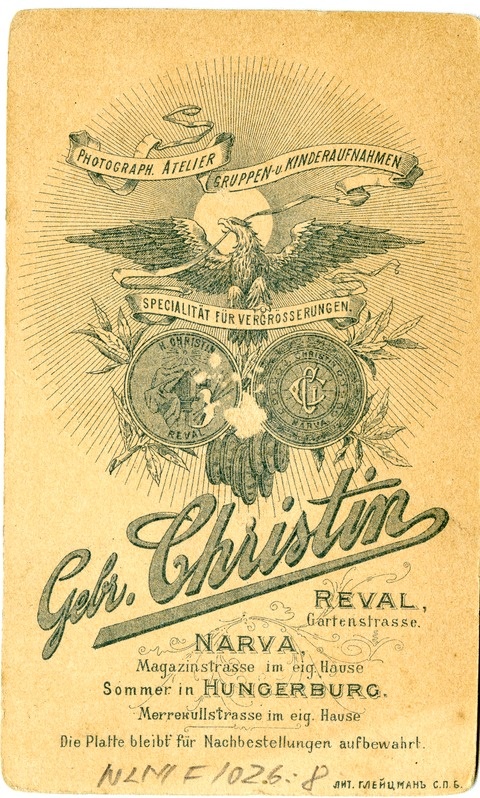 PHOTOGRAPH. ATELIER
GRUPPEN- u. KINDERAUFNAHMEN
SPECIALITÄT FÜR VERGRÖSSERUNGEN.
H. CHRISTIN
REVAL
CHRISTIN
NARVA
Gebr. Christin
REVAL,
Gartenstrasse.
NARVA,
Magazinstrasse im eig. Hause
Sommer in HUNGERBURG.
Merrekullstrasse im eig. Hause
Die Platte bleibt für Nachbestellungen aufbewahrt.
NLM F 1026:8
ЛИТ. ГЛЕЙЦМАНЪ С.П.Б.